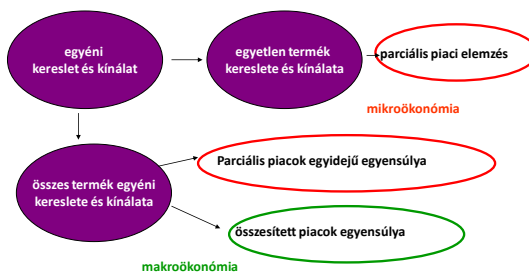 egyéni
kereslet és kínálat
egyetlen termék
kereslete és kínálata
parciális piaci elemzés
mikroökonómia
Parciális piacok egyidejű egyensúlya
összes termék egyéni
kereslete és kínálata
összesített piacok egyensúlya
makroökonómia